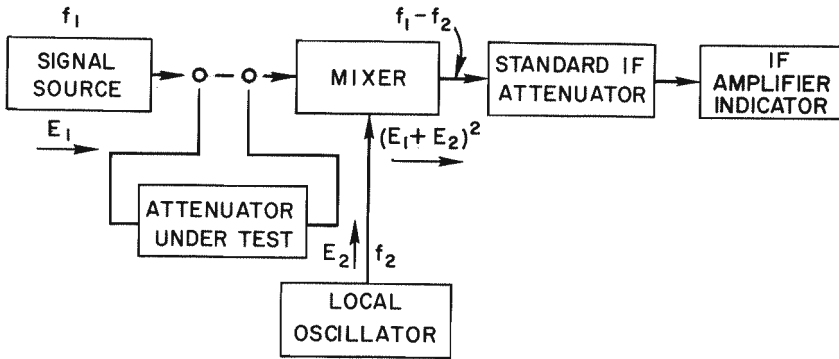 f₁
SIGNAL
SOURCE
E₁
MIXER
f₁-f₂
STANDARD IF
ATTENUATOR
IF
AMPLIFIER
INDICATOR
(E₁+ E₂)²
ATTENUATOR
UNDER TEST
E₂
f₂
LOCAL
OSCILLATOR